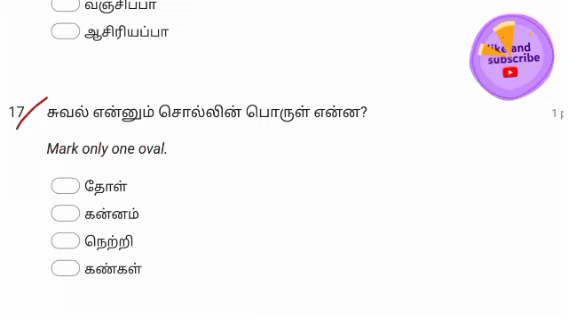 வஞ்சிப்பா
ஆசிரியப்பா
like and
subscribe
17 சுவல் என்னும் சொல்லின் பொருள் என்ன?
1 p
Mark only one oval.
தோள்
கன்னம்
நெற்றி
கண்கள்